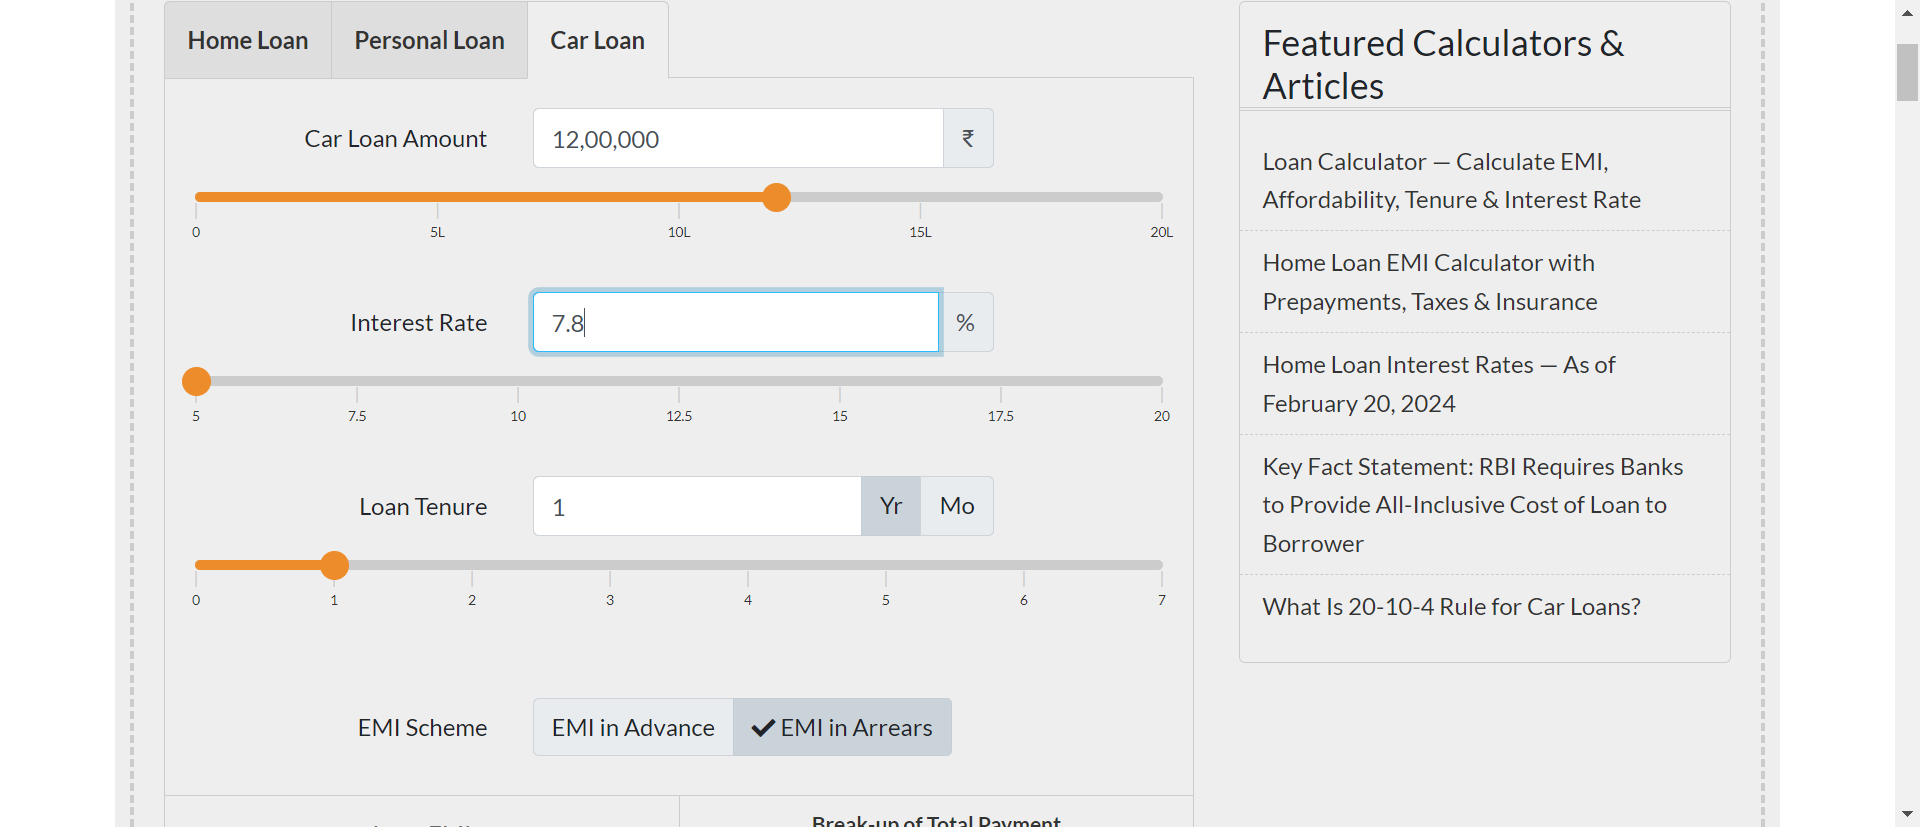 Home Loan
Personal Loan
Car Loan
Car Loan Amount
12,00,000
₹
0
5L
10L
15L
20L
Interest Rate
7.8
%
5
7.5
10
12.5
15
17.5
20
Loan Tenure
1
Yr
Mo
0
1
2
3
4
5
6
7
EMI Scheme
EMI in Advance
EMI in Arrears
Break-up of Total Payment
Featured Calculators &
Articles
Loan Calculator — Calculate EMI,
Affordability, Tenure & Interest Rate
Home Loan EMI Calculator with
Prepayments, Taxes & Insurance
Home Loan Interest Rates — As of
February 20, 2024
Key Fact Statement: RBI Requires Banks
to Provide All-Inclusive Cost of Loan to
Borrower
What Is 20-10-4 Rule for Car Loans?